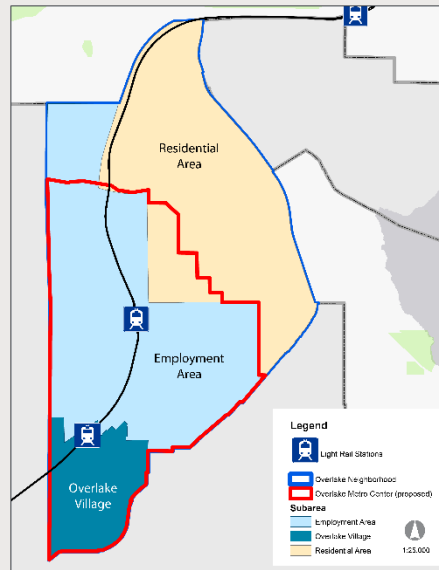 Residential
Area
Employment
Area
Overlake
Village
Legend
Light Rail Stations
Overlake Neighborhood
Overlake Metro Center (proposed)
Subarea
Employment Area
Overlake Village
Residential Area
1:25,000